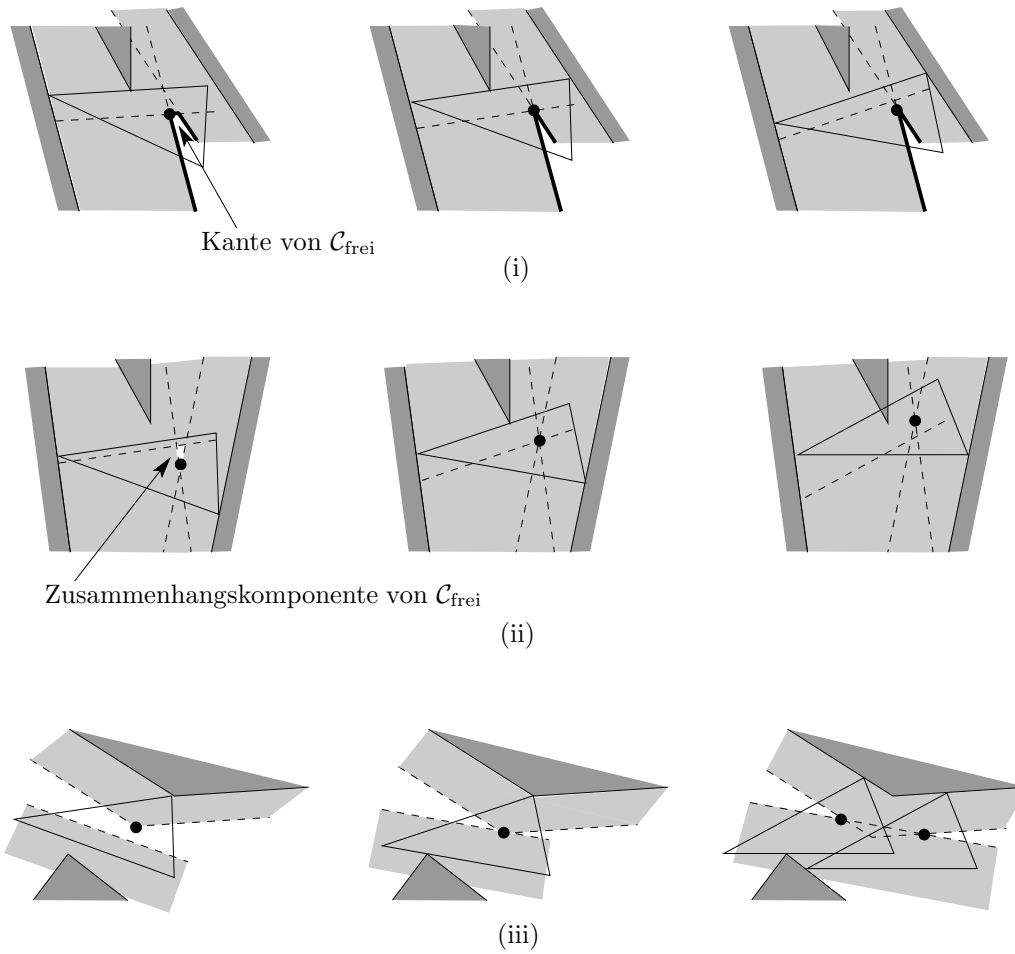 Kante von 𝒞frei
(i)
Zusammenhangskomponente von 𝒞frei
(ii)
(iii)